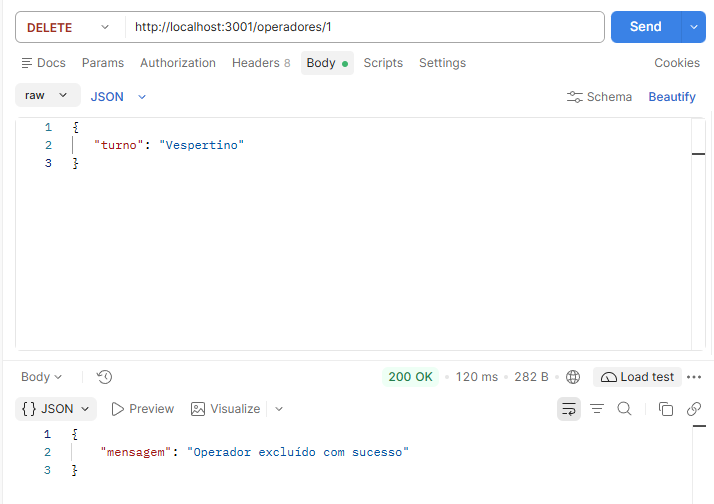 DELETE http://localhost:3001/operadores/1 Send
Docs Params Authorization Headers 8 Body Scripts Settings Cookies
raw JSON Schema Beautify
1 {
2 "turno": "Vespertino"
3 }
Body 200 OK 120 ms 282 B Load test
{} JSON Preview Visualize
1 {
2 "mensagem": "Operador excluído com sucesso"
3 }